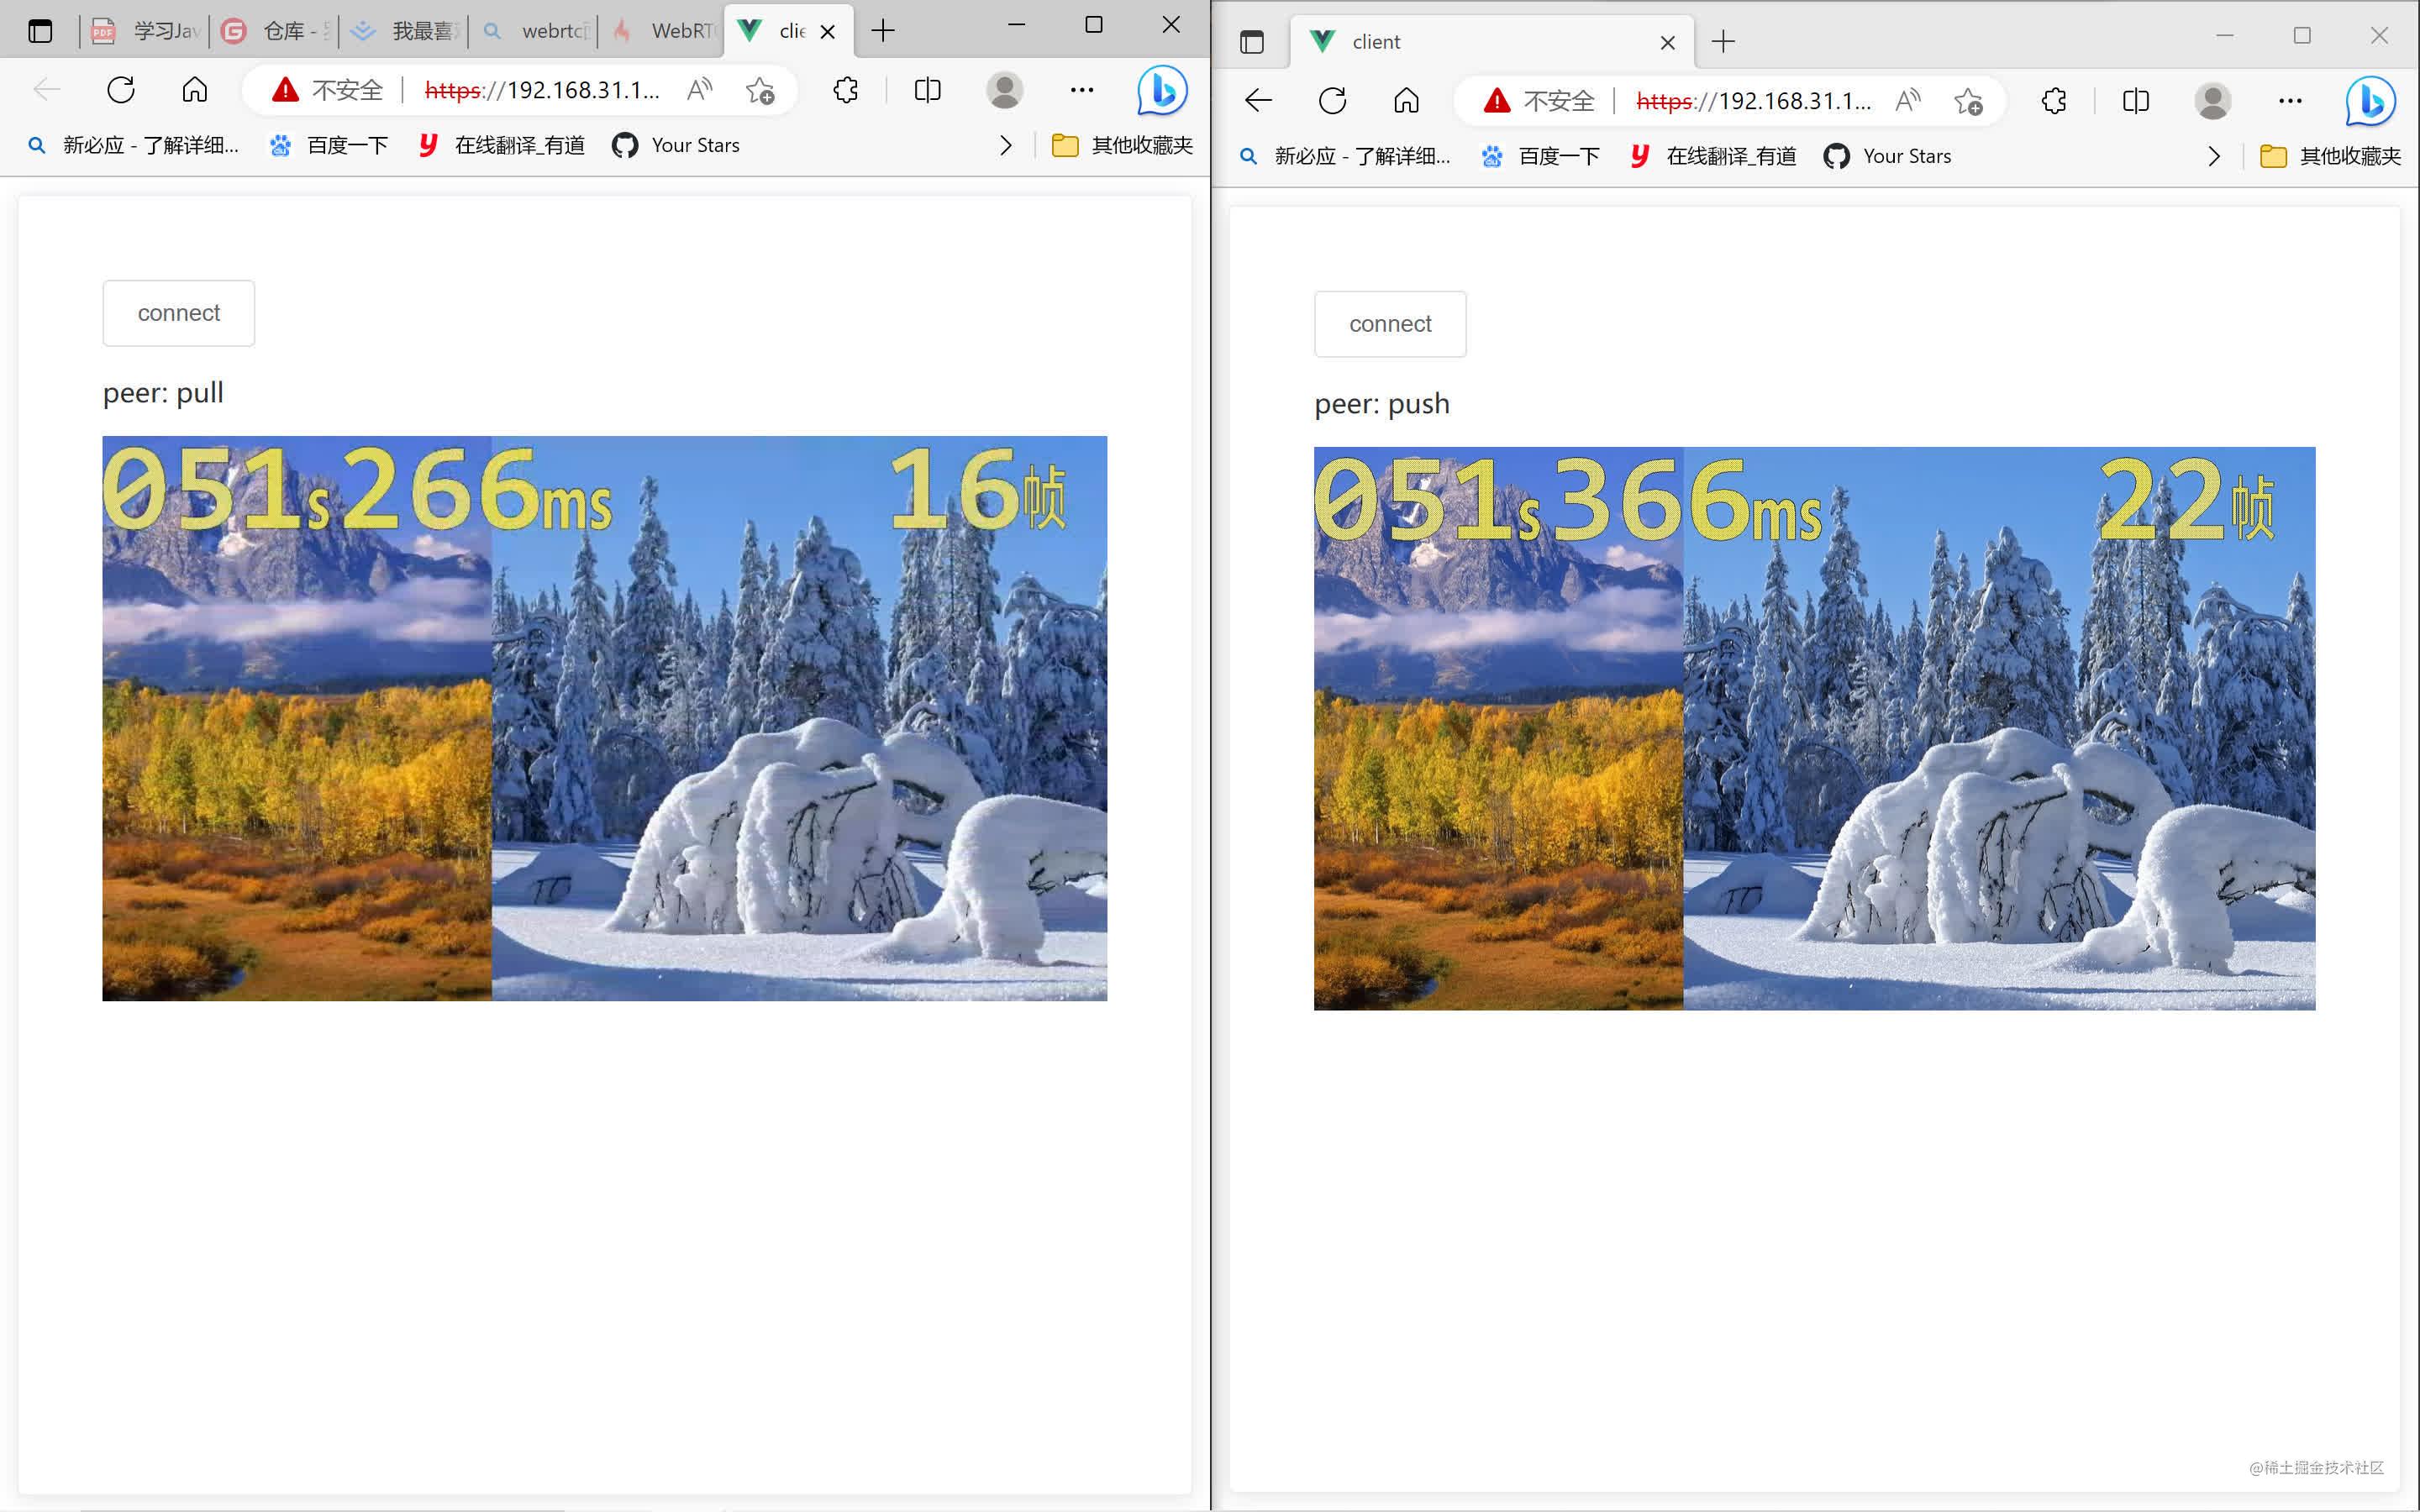 学习Jav
仓库 -
我最喜
webrtc
WebRT
clie
不安全
https://192.168.31.1...
新必应 - 了解详细...
百度一下
在线翻译_有道
Your Stars
其他收藏夹
connect
peer: pull
051s266ms
16帧
client
不安全
https://192.168.31.1...
新必应 - 了解详细...
百度一下
在线翻译_有道
Your Stars
其他收藏夹
connect
peer: push
051s366ms
22帧
@稀土掘金技术社区